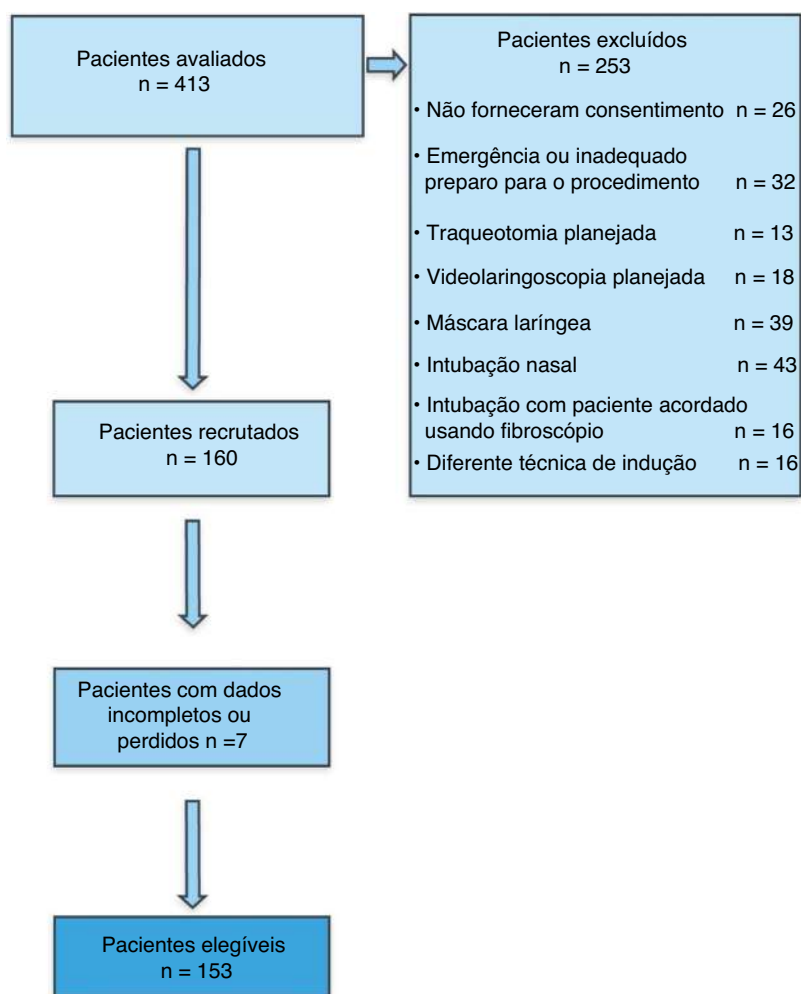 Pacientes avaliados
n = 413
Pacientes excluídos
n = 253
• Não forneceram consentimento n = 26
• Emergência ou inadequado
preparo para o procedimento n = 32
• Traqueotomia planejada n = 13
• Videolaringoscopia planejada n = 18
• Máscara laríngea n = 39
• Intubação nasal n = 43
• Intubação com paciente acordado
usando fibroscópio n = 16
• Diferente técnica de indução n = 16
Pacientes recrutados
n = 160
Pacientes com dados
incompletos ou
perdidos n =7
Pacientes elegíveis
n = 153